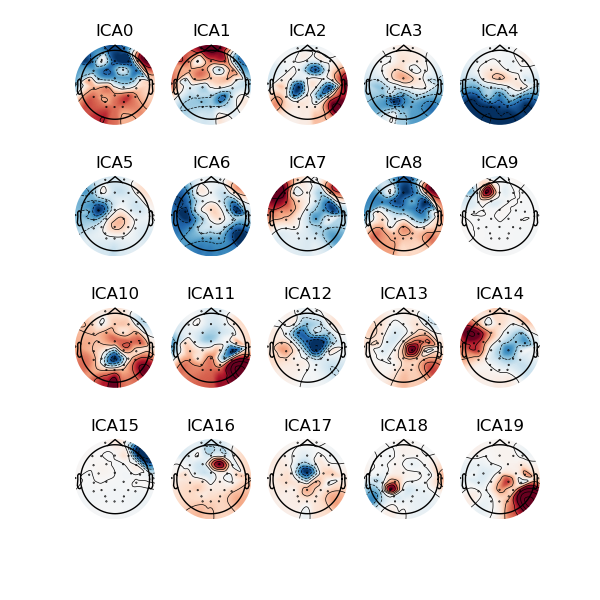 ICA0 ICA1 ICA2 ICA3 ICA4
ICA5 ICA6 ICA7 ICA8 ICA9
ICA10 ICA11 ICA12 ICA13 ICA14
ICA15 ICA16 ICA17 ICA18 ICA19